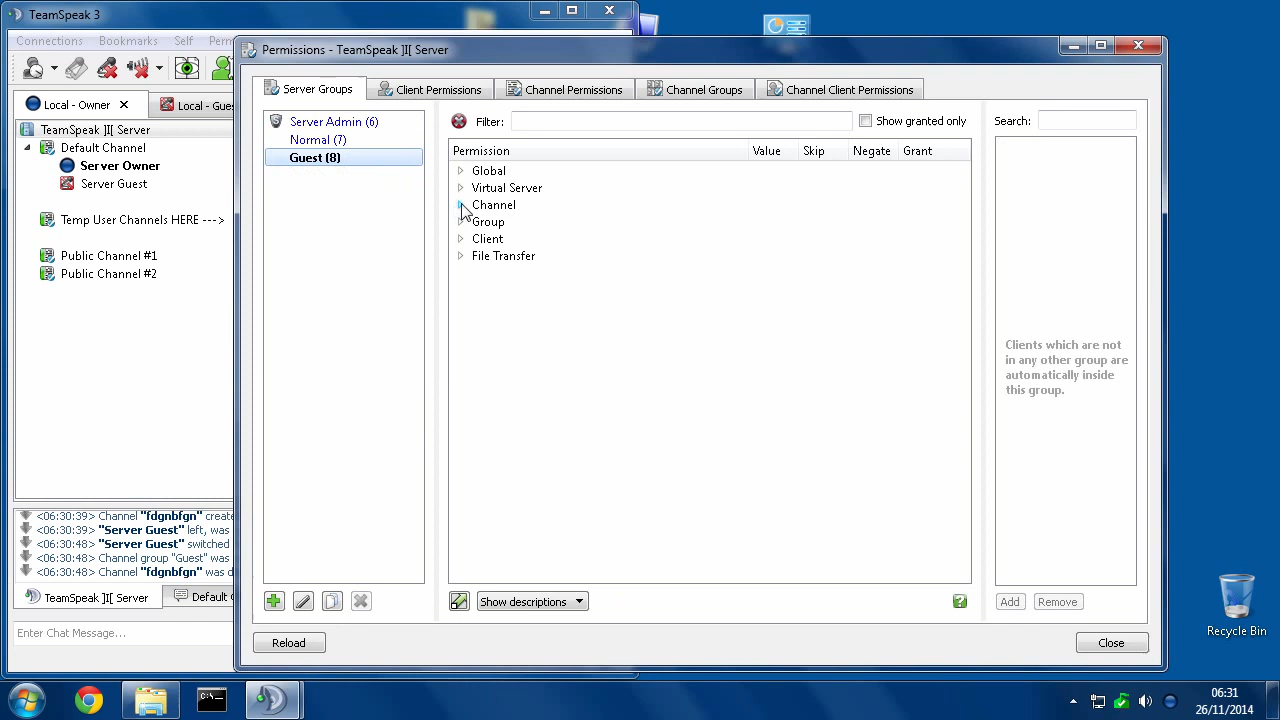 TeamSpeak 3
Connections Bookmarks Self Perm
Permissions - TeamSpeak ]I[ Server
Local - Owner
Local - Gues
TeamSpeak ]I[ Server
Default Channel
Server Owner
Server Guest
Temp User Channels HERE --->
Public Channel #1
Public Channel #2
<06:30:39> Channel "fdgnbfgn" create
<06:30:39> "Server Guest" left, was
<06:30:48> "Server Guest" switched
<06:30:48> Channel group "Guest" was
<06:30:48> Channel "fdgnbfgn" was d
TeamSpeak ]I[ Server
Default C
Enter Chat Message...
Server Groups
Client Permissions
Channel Permissions
Channel Groups
Channel Client Permissions
Server Admin (6)
Normal (7)
Guest (8)
Filter:
Show granted only
Search:
Permission Value Skip Negate Grant
Global
Virtual Server
Channel
Group
Client
File Transfer
Clients which are not
in any other group are
automatically inside
this group.
Show descriptions
Add
Remove
Reload
Close
Recycle Bin
C:\
06:31
26/11/2014